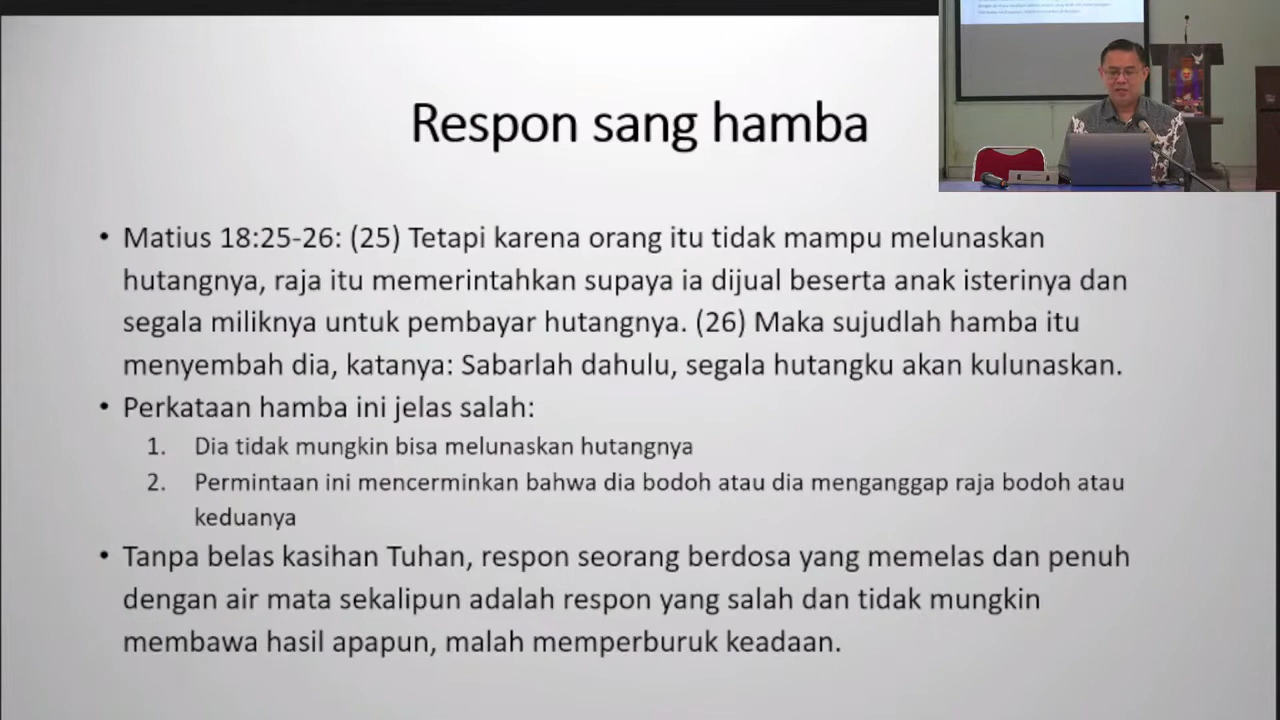 Respon sang hamba
• Matius 18:25-26: (25) Tetapi karena orang itu tidak mampu melunaskan
hutangnya, raja itu memerintahkan supaya ia dijual beserta anak isterinya dan
segala miliknya untuk pembayar hutangnya. (26) Maka sujudlah hamba itu
menyembah dia, katanya: Sabarlah dahulu, segala hutangku akan kulunaskan.
• Perkataan hamba ini jelas salah:
1. Dia tidak mungkin bisa melunaskan hutangnya
2. Permintaan ini mencerminkan bahwa dia bodoh atau dia menganggap raja bodoh atau
keduanya
• Tanpa belas kasihan Tuhan, respon seorang berdosa yang memelas dan penuh
dengan air mata sekalipun adalah respon yang salah dan tidak mungkin
membawa hasil apapun, malah memperburuk keadaan.